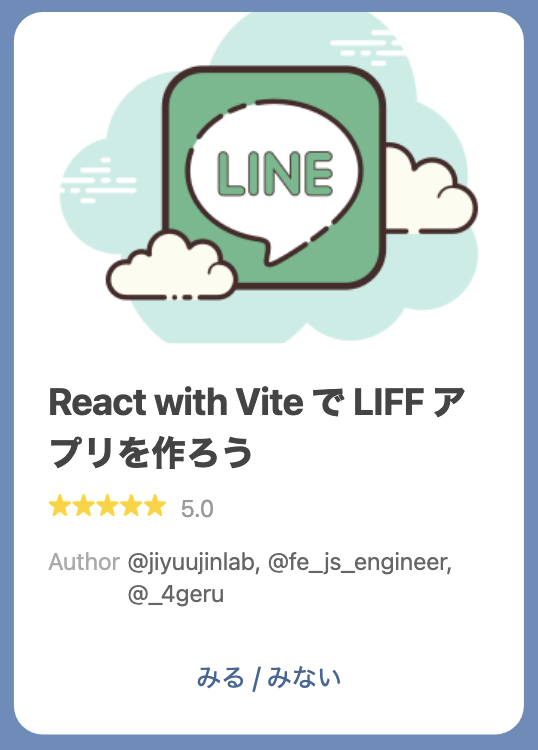 LINE
React with Vite で LIFF ア
プリを作ろう
★★★★★ 5.0
Author @jiyuujinlab, @fe_js_engineer,
@_4geru
みる / みない